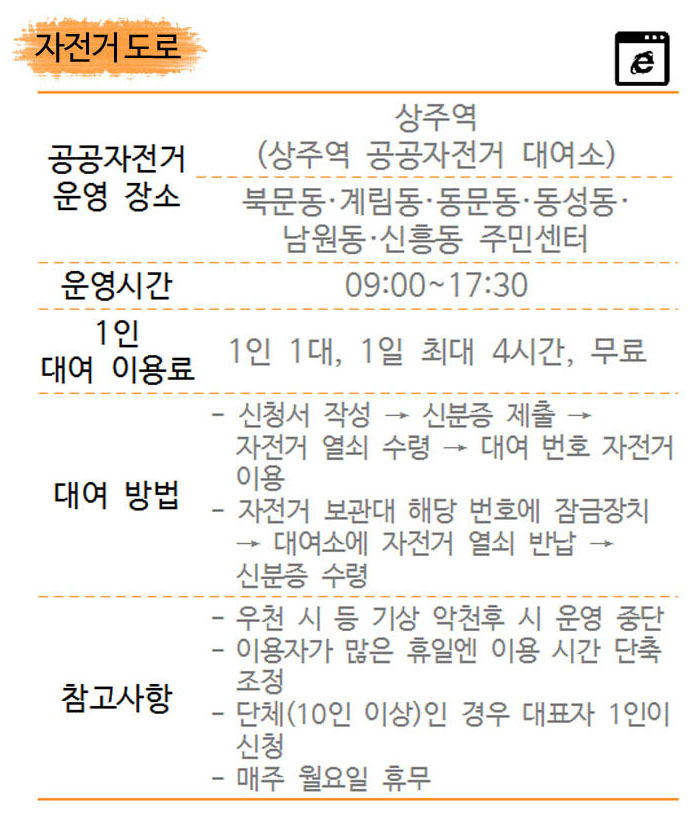 자전거 도로
공공자전거
운영 장소
상주역
(상주역 공공자전거 대여소)
북문동·계림동·동문동·동성동·
남원동·신흥동 주민센터
운영시간
09:00~17:30
1인
대여 이용료
1인 1대, 1일 최대 4시간, 무료
대여 방법
- 신청서 작성 → 신분증 제출 →
자전거 열쇠 수령 → 대여 번호 자전거
이용
- 자전거 보관대 해당 번호에 잠금장치
→ 대여소에 자전거 열쇠 반납 →
신분증 수령
참고사항
- 우천 시 등 기상 악천후 시 운영 중단
- 이용자가 많은 휴일엔 이용 시간 단축
조정
- 단체(10인 이상)인 경우 대표자 1인이
신청
- 매주 월요일 휴무